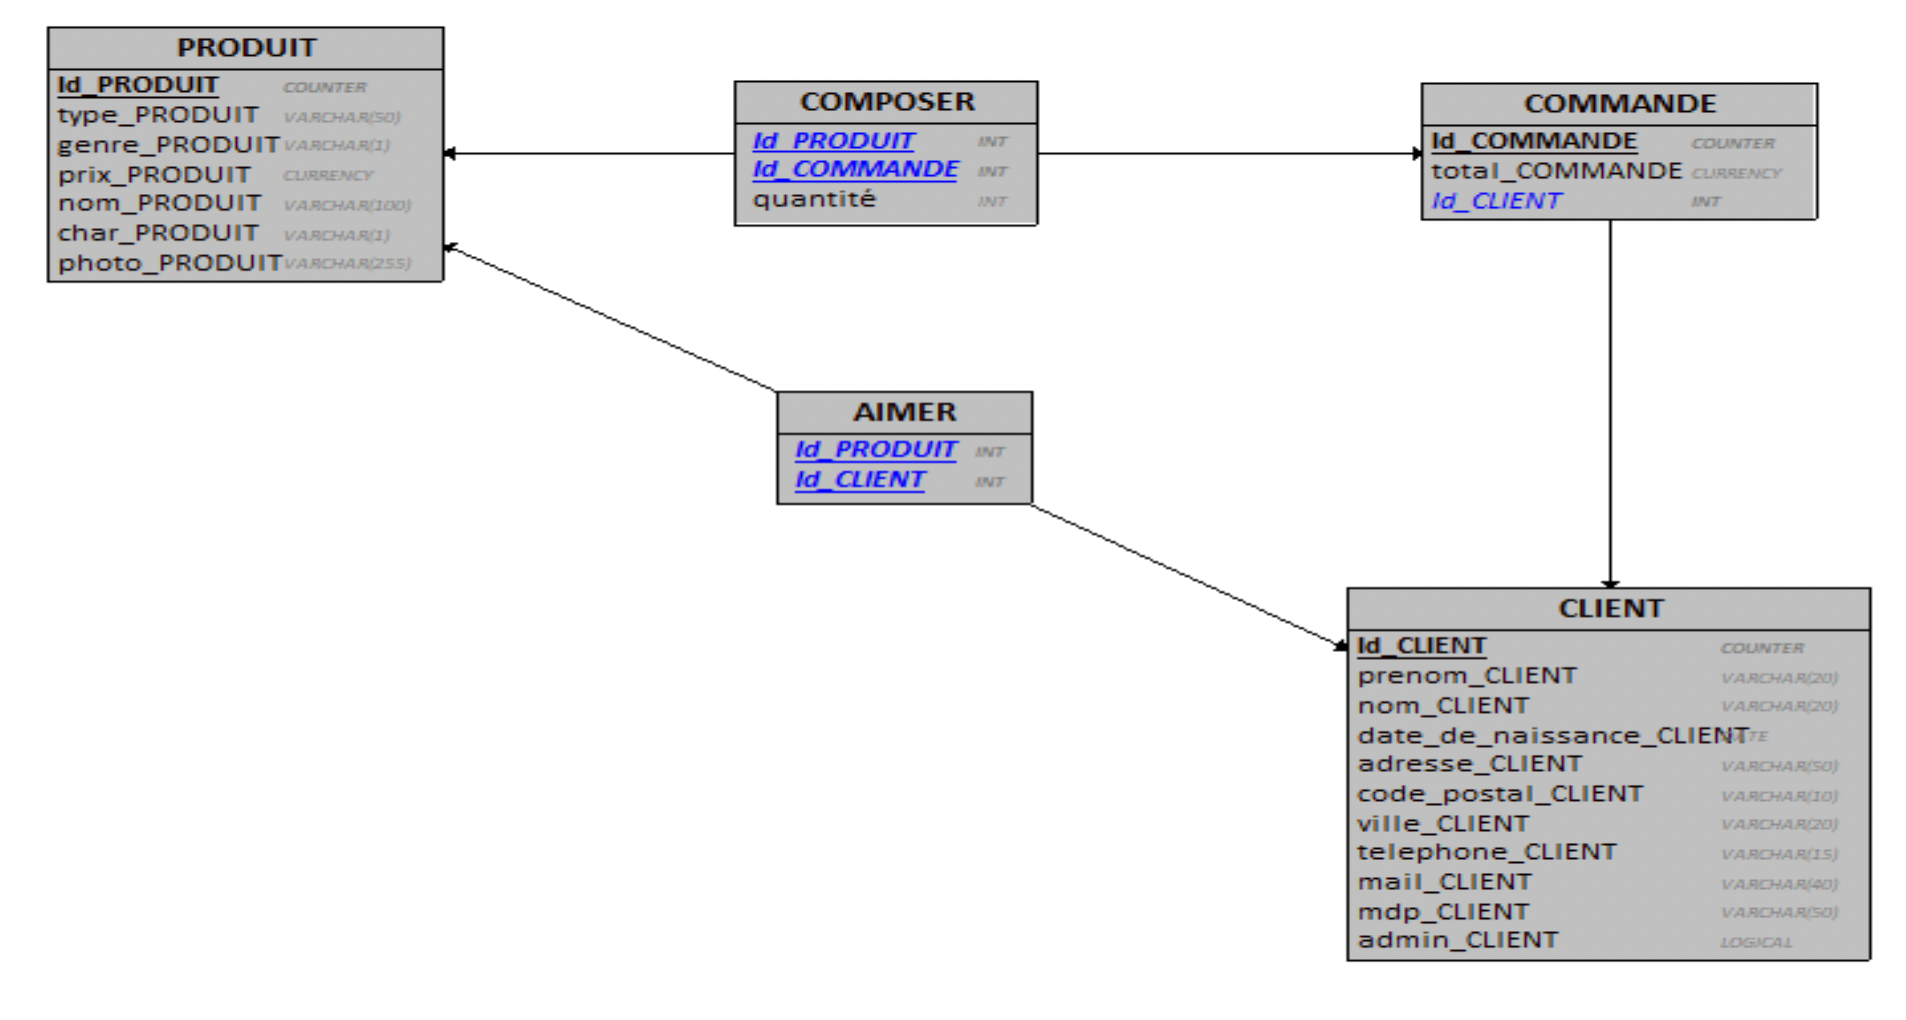 PRODUIT
Id_PRODUIT COUNTER
type_PRODUIT VARCHAR(50)
genre_PRODUIT VARCHAR(1)
prix_PRODUIT CURRENCY
nom_PRODUIT VARCHAR(100)
char_PRODUIT VARCHAR(1)
photo_PRODUIT VARCHAR(255)
COMPOSER
Id_PRODUIT INT
Id_COMMANDE INT
quantité INT
COMMANDE
Id_COMMANDE COUNTER
total_COMMANDE CURRENCY
Id_CLIENT INT
AIMER
Id_PRODUIT INT
Id_CLIENT INT
CLIENT
Id_CLIENT COUNTER
prenom_CLIENT VARCHAR(20)
nom_CLIENT VARCHAR(20)
date_de_naissance_CLIENT DATE
adresse_CLIENT VARCHAR(50)
code_postal_CLIENT VARCHAR(10)
ville_CLIENT VARCHAR(20)
telephone_CLIENT VARCHAR(15)
mail_CLIENT VARCHAR(40)
mdp_CLIENT VARCHAR(50)
admin_CLIENT LOGICAL